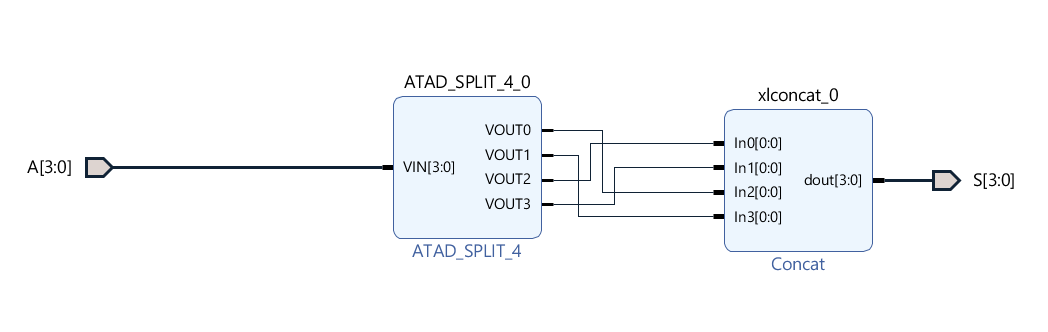 ATAD_SPLIT_4_0
xlconcat_0
A[3:0]
VIN[3:0]
VOUT0
VOUT1
VOUT2
VOUT3
In0[0:0]
In1[0:0]
In2[0:0]
In3[0:0]
dout[3:0]
S[3:0]
ATAD_SPLIT_4
Concat